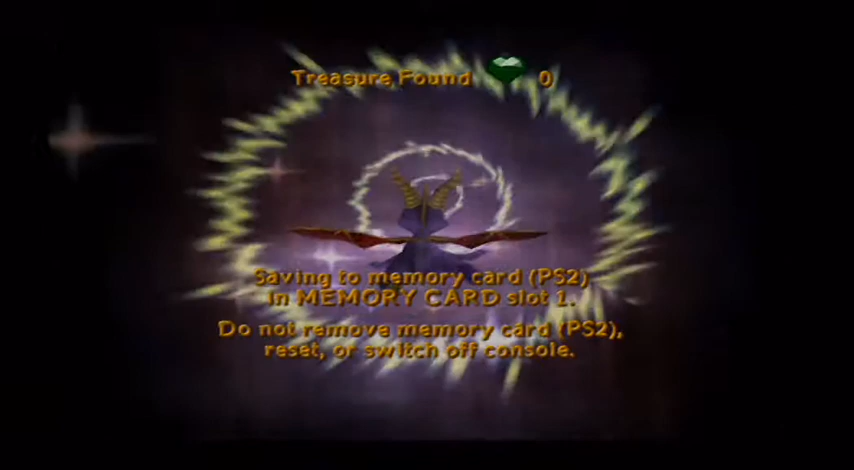 Treasure Found 0
Saving to memory card (PS2)
in MEMORY CARD slot 1.
Do not remove memory card (PS2),
reset, or switch off console.